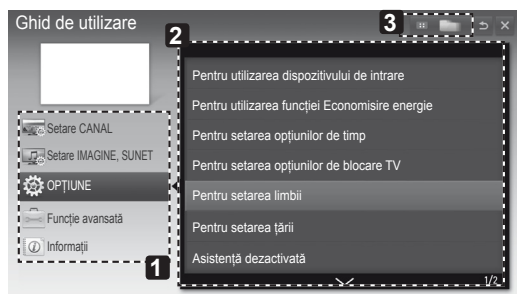 Ghid de utilizare
3
2
Setare CANAL
Setare IMAGINE, SUNET
OPȚIUNE
Funcție avansată
Informații
1
Pentru utilizarea dispozitivului de intrare
Pentru utilizarea funcției Economisire energie
Pentru setarea opțiunilor de timp
Pentru setarea opțiunilor de blocare TV
Pentru setarea limbii
Pentru setarea țării
Asistență dezactivată
1/2